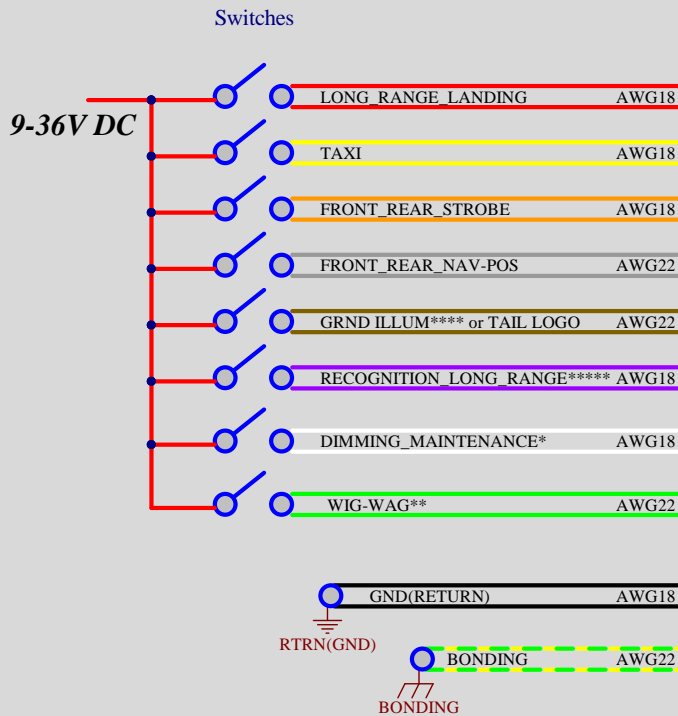 Switches
9-36V DC
LONG_RANGE_LANDING AWG18
TAXI AWG18
FRONT_REAR_STROBE AWG18
FRONT_REAR_NAV-POS AWG22
GRND ILLUM**** or TAIL LOGO AWG22
RECOGNITION_LONG_RANGE***** AWG18
DIMMING_MAINTENANCE* AWG18
WIG-WAG** AWG22
GND(RETURN) AWG18
RTRN(GND)
BONDING AWG22
BONDING